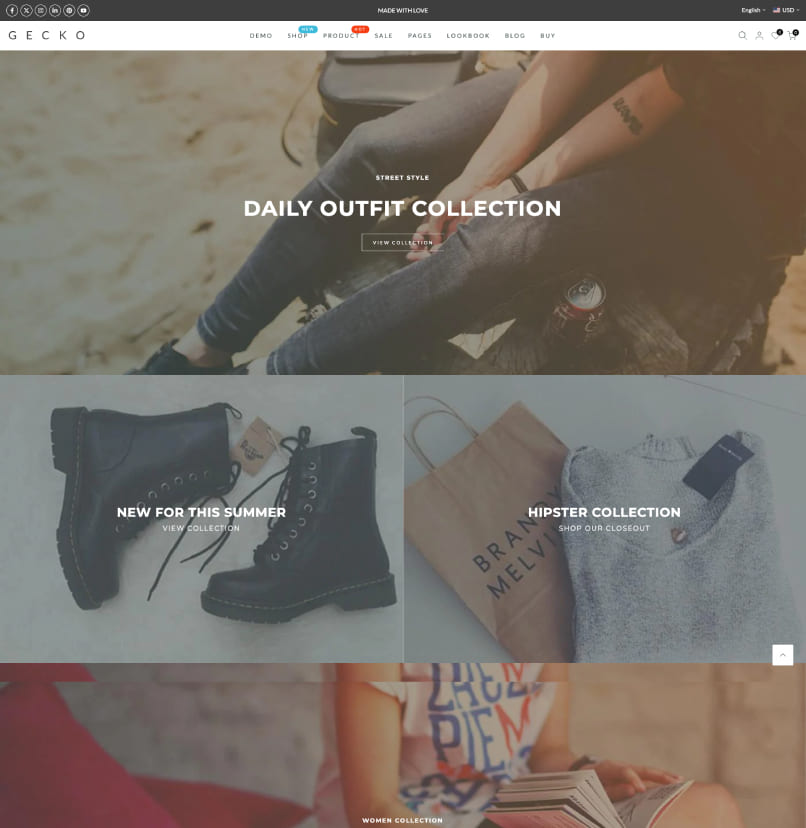 MADE WITH LOVE
English
USD
GECKO
DEMO
SHOP
NEW
PRODUCT
HOT
SALE
PAGES
LOOKBOOK
BLOG
BUY
0
0
STREET STYLE
DAILY OUTFIT COLLECTION
VIEW COLLECTION
NEW FOR THIS SUMMER
VIEW COLLECTION
HIPSTER COLLECTION
SHOP OUR CLOSEOUT
BRANDY
MELVI
PIEM
WOMEN COLLECTION